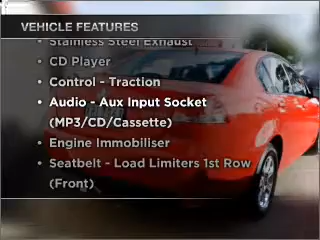 VEHICLE FEATURES
• Stainless Steel Exhaust
• CD Player
• Control - Traction
• Audio - Aux Input Socket
(MP3/CD/Cassette)
• Engine Immobiliser
• Seatbelt - Load Limiters 1st Row
(Front)